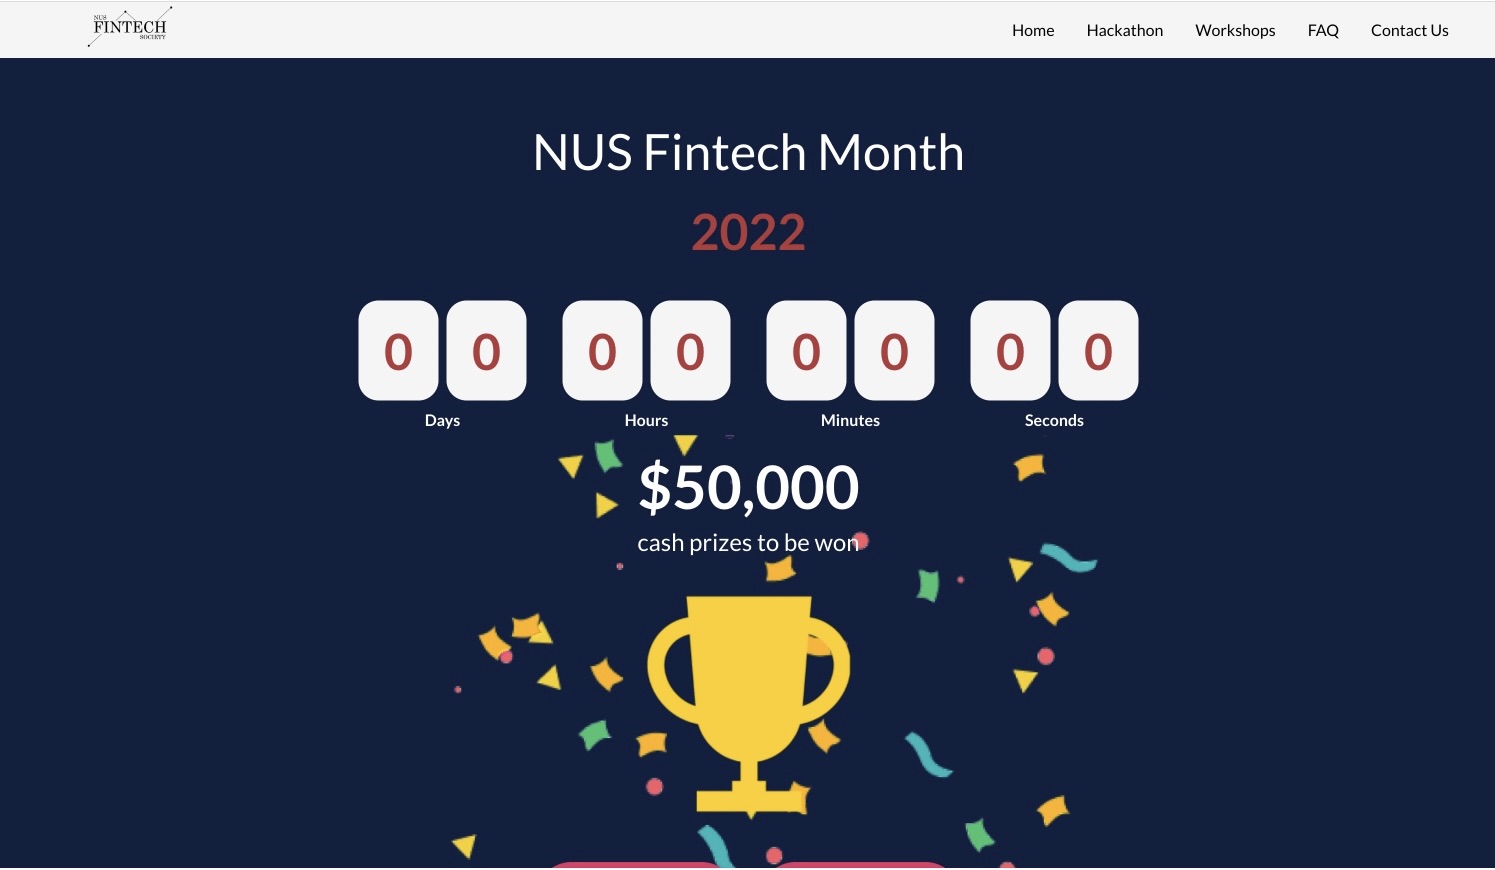 NUS
FINTECH
SOCIETY
Home Hackathon Workshops FAQ Contact Us
NUS Fintech Month
2022
0 0 0 0 0 0 0 0
Days Hours Minutes Seconds
$50,000
cash prizes to be won